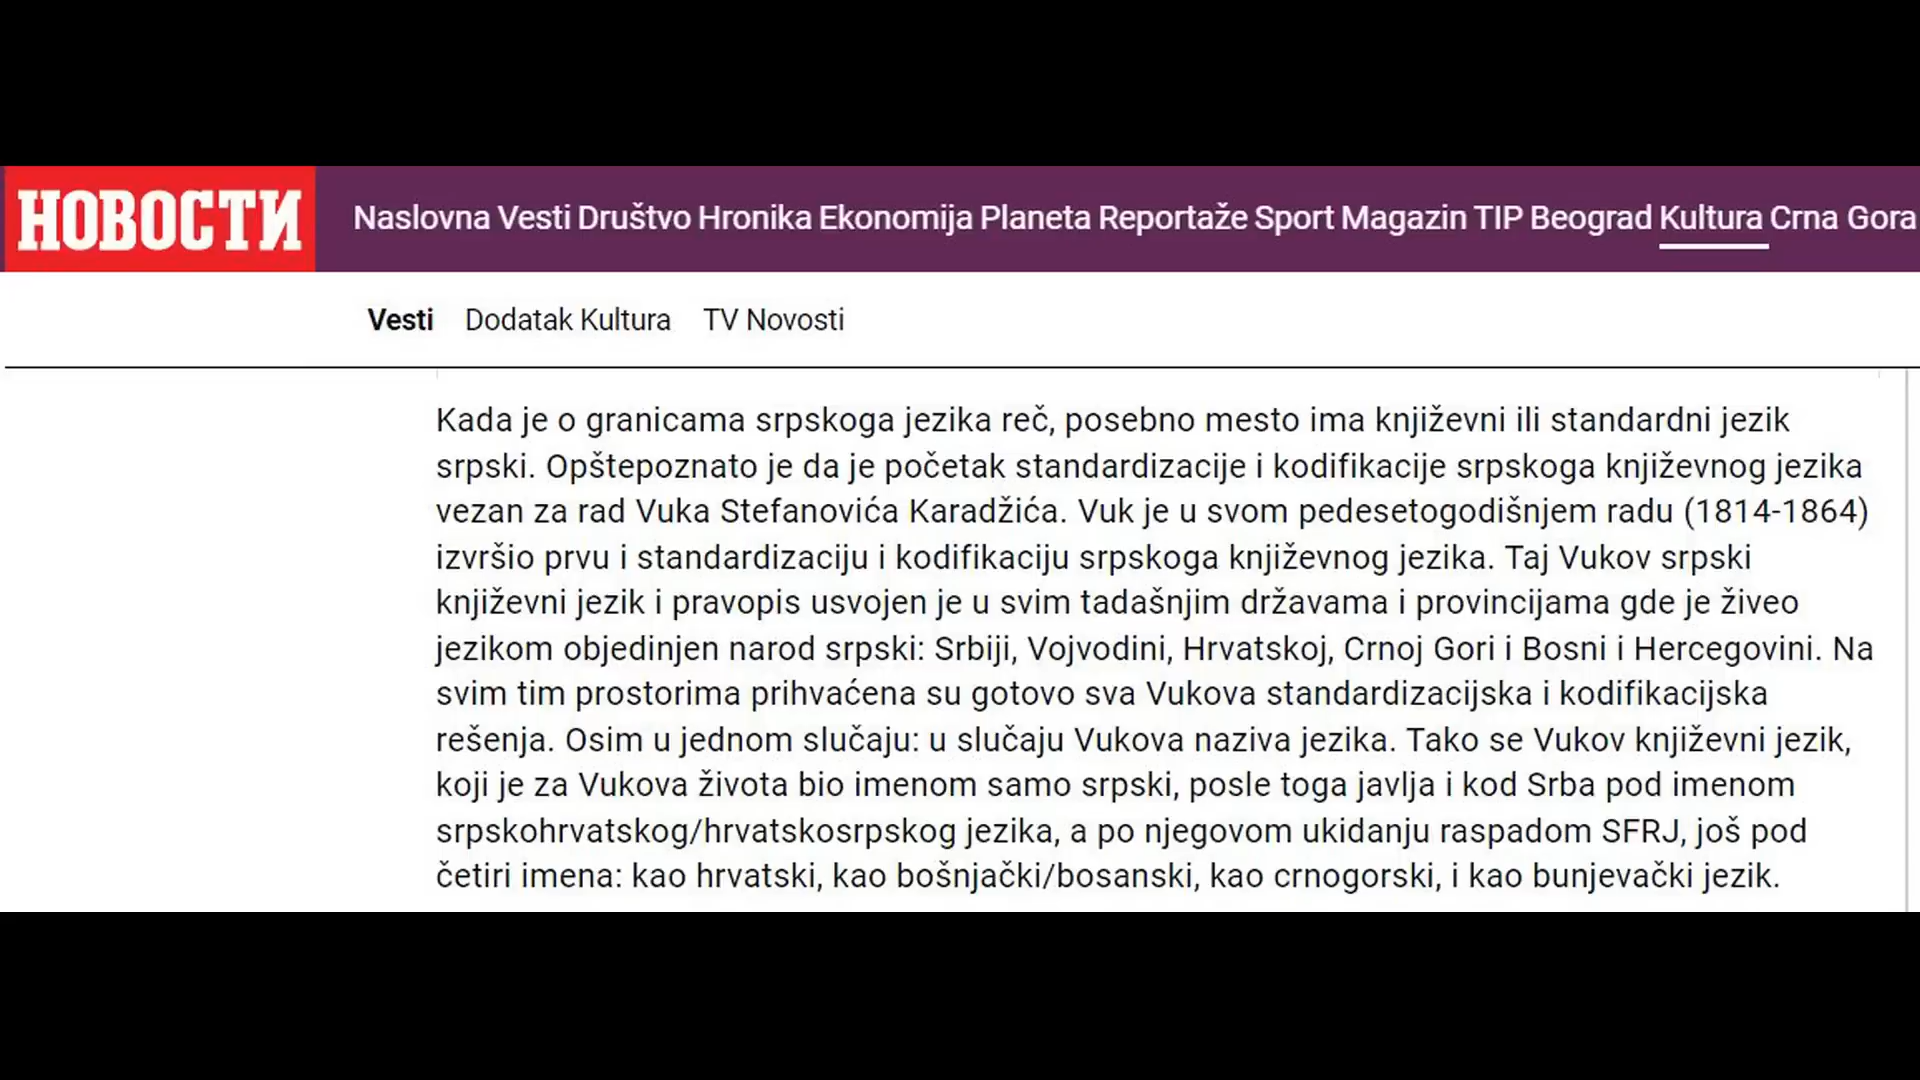 НОВОСТИ
Naslovna Vesti Društvo Hronika Ekonomija Planeta Reportaže Sport Magazin TIP Beograd Kultura Crna Gora
Vesti Dodatak Kultura TV Novosti
Kada je o granicama srpskoga jezika reč, posebno mesto ima književni ili standardni jezik
srpski. Opštepoznato je da je početak standardizacije i kodifikacije srpskoga književnog jezika
vezan za rad Vuka Stefanovića Karadžića. Vuk je u svom pedesetogodišnjem radu (1814-1864)
izvršio prvu i standardizaciju i kodifikaciju srpskoga književnog jezika. Taj Vukov srpski
književni jezik i pravopis usvojen je u svim tadašnjim državama i provincijama gde je živeo
jezikom objedinjen narod srpski: Srbiji, Vojvodini, Hrvatskoj, Crnoj Gori i Bosni i Hercegovini. Na
svim tim prostorima prihvaćena su gotovo sva Vukova standardizacijska i kodifikacijska
rešenja. Osim u jednom slučaju: u slučaju Vukova naziva jezika. Tako se Vukov književni jezik,
koji je za Vukova života bio imenom samo srpski, posle toga javlja i kod Srba pod imenom
srpskohrvatskog/hrvatskosrpskog jezika, a po njegovom ukidanju raspadom SFRJ, još pod
četiri imena: kao hrvatski, kao bošnjački/bosanski, kao crnogorski, i kao bunjevački jezik.